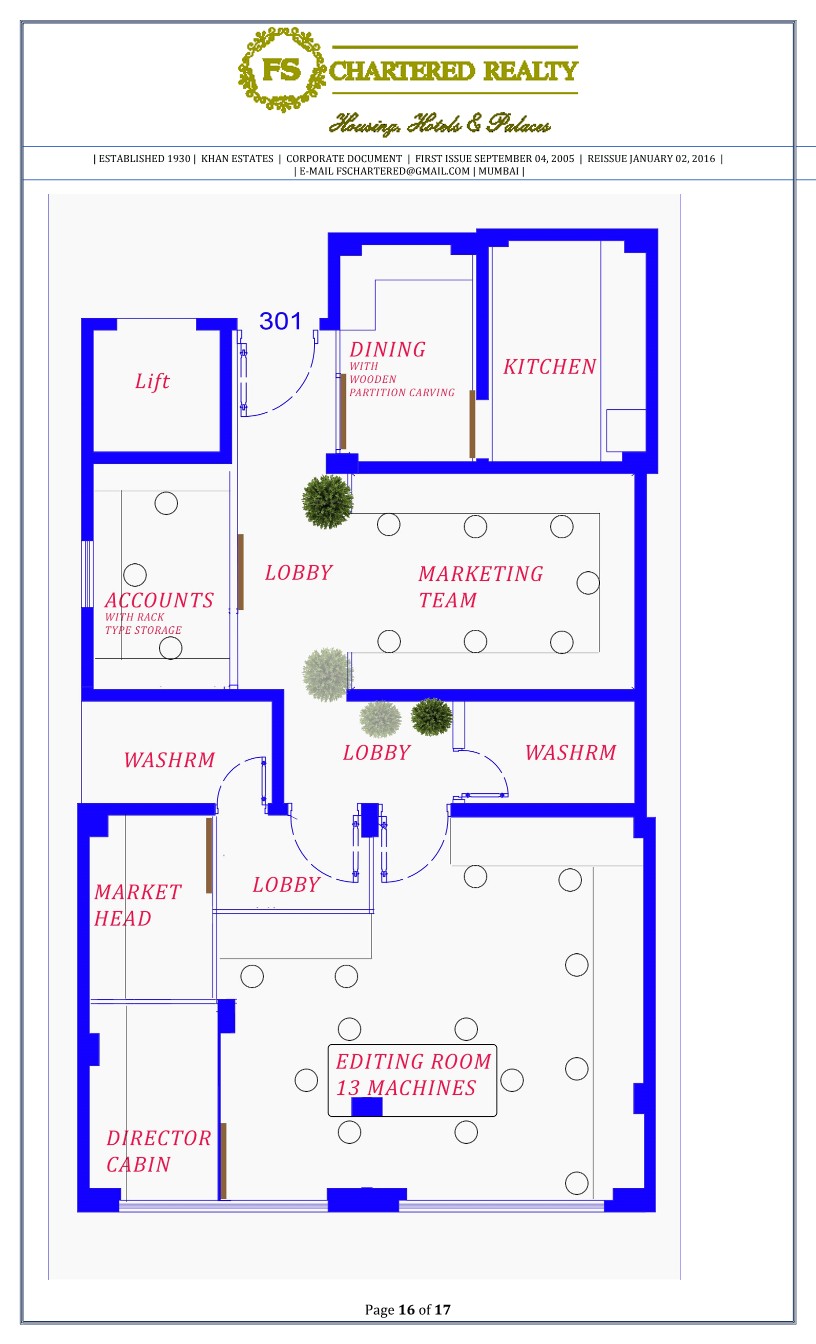 FS
CHARTERED REALTY
Housing, Hotels & Palaces
| ESTABLISHED 1930 | KHAN ESTATES | CORPORATE DOCUMENT | FIRST ISSUE SEPTEMBER 04, 2005 | REISSUE JANUARY 02, 2016 |
| E-MAIL FSCHARTERED@GMAIL.COM | MUMBAI |
301
DINING
WITH
WOODEN
PARTITION CARVING
KITCHEN
Lift
LOBBY
MARKETING
TEAM
ACCOUNTS
WITH RACK
TYPE STORAGE
WASHRM
LOBBY
WASHRM
MARKET
HEAD
LOBBY
EDITING ROOM
13 MACHINES
DIRECTOR
CABIN
Page 16 of 17